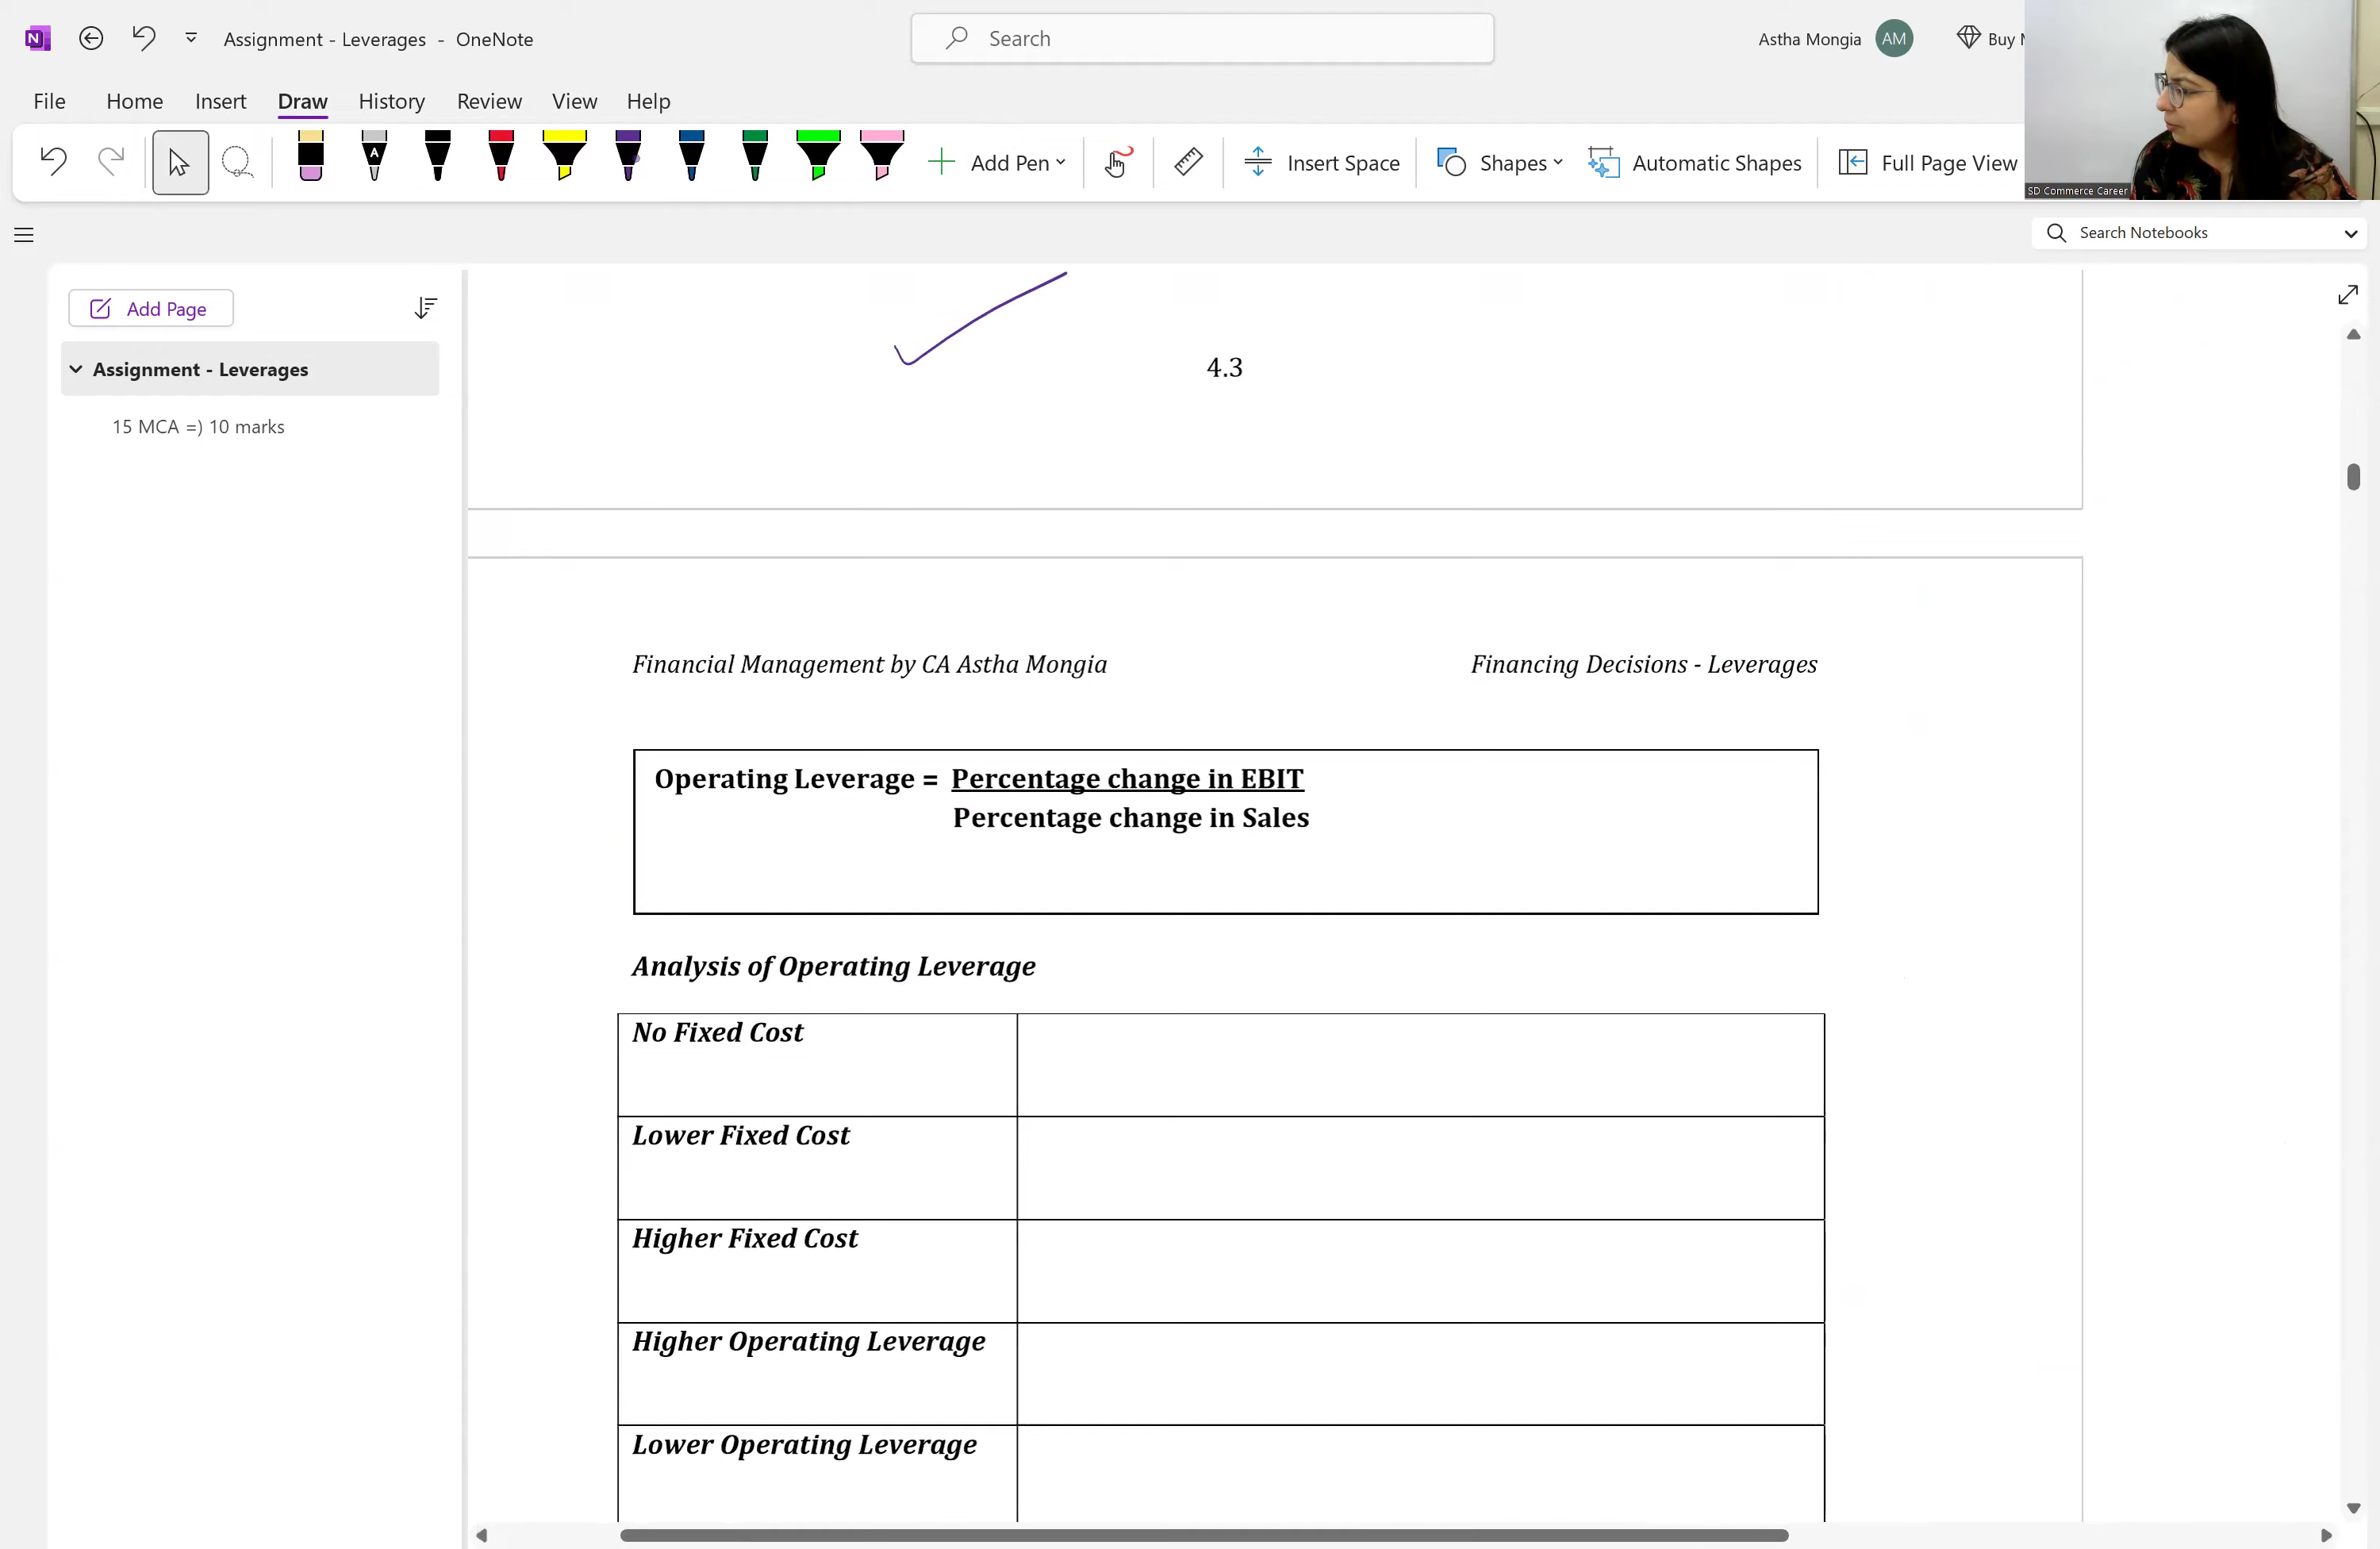 Assignment - Leverages - OneNote
Search
Astha Mongia
AM
Buy
File Home Insert Draw History Review View Help
A
Add Pen
Insert Space
Shapes
Automatic Shapes
Full Page View
SD Commerce Career
Search Notebooks
Add Page
Assignment - Leverages
15 MCA =) 10 marks
4.3
Financial Management by CA Astha Mongia
Financing Decisions - Leverages
Operating Leverage = Percentage change in EBIT
Percentage change in Sales
Analysis of Operating Leverage
No Fixed Cost
Lower Fixed Cost
Higher Fixed Cost
Higher Operating Leverage
Lower Operating Leverage